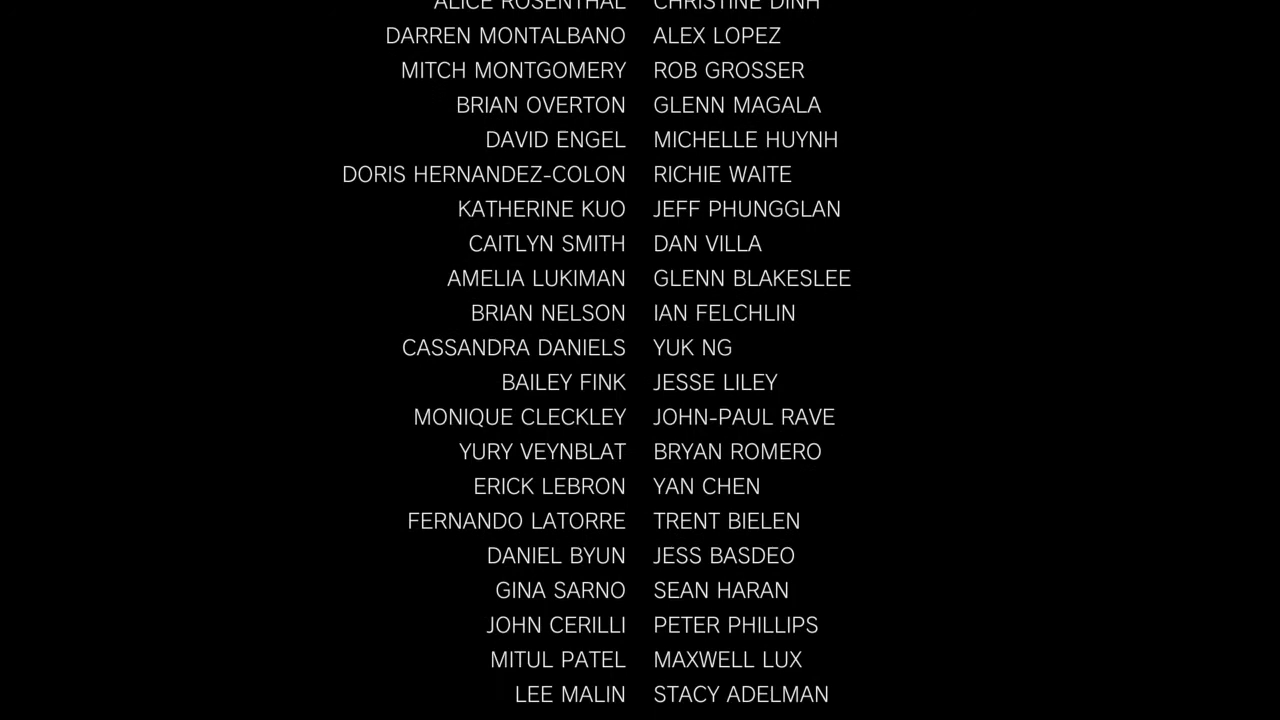 ALICE ROSENTHAL CHRISTINE DINH
DARREN MONTALBANO ALEX LOPEZ
MITCH MONTGOMERY ROB GROSSER
BRIAN OVERTON GLENN MAGALA
DAVID ENGEL MICHELLE HUYNH
DORIS HERNANDEZ-COLON RICHIE WAITE
KATHERINE KUO JEFF PHUNGGLAN
CAITLYN SMITH DAN VILLA
AMELIA LUKIMAN GLENN BLAKESLEE
BRIAN NELSON IAN FELCHLIN
CASSANDRA DANIELS YUK NG
BAILEY FINK JESSE LILEY
MONIQUE CLECKLEY JOHN-PAUL RAVE
YURY VEYNBLAT BRYAN ROMERO
ERICK LEBRON YAN CHEN
FERNANDO LATORRE TRENT BIELEN
DANIEL BYUN JESS BASDEO
GINA SARNO SEAN HARAN
JOHN CERILLI PETER PHILLIPS
MITUL PATEL MAXWELL LUX
LEE MALIN STACY ADELMAN